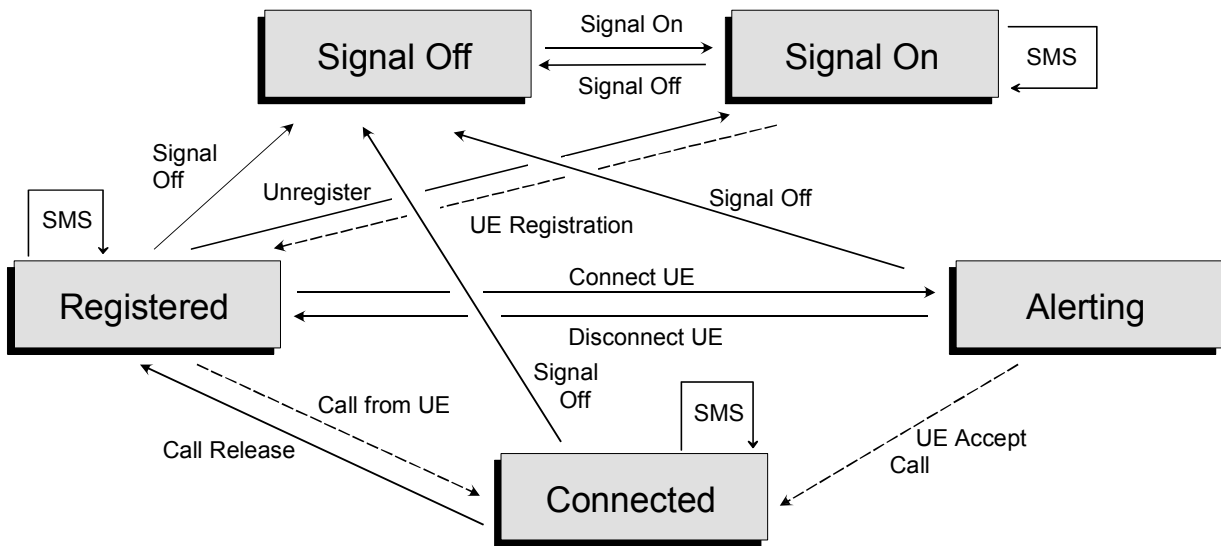 Signal On
Signal Off
Signal On
SMS
Signal Off
Signal
Off
Unregister
SMS
Signal Off
UE Registration
Registered
Connect UE
Alerting
Disconnect UE
Signal
Off
Call from UE
SMS
Call Release
UE Accept
Call
Connected